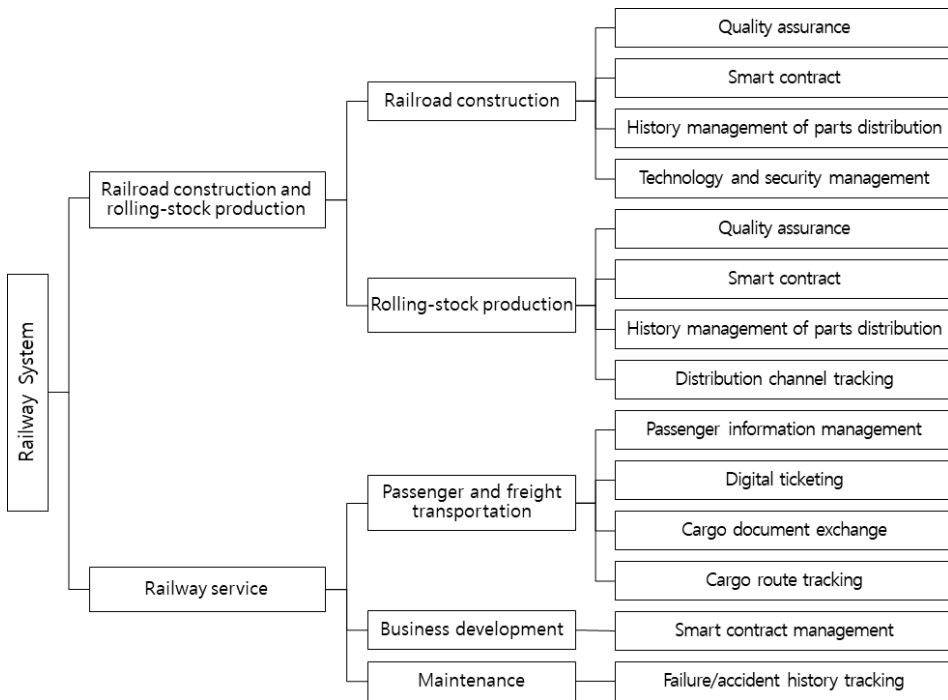 Railway System
Railroad construction and
rolling-stock production
Railway service
Railroad construction
Rolling-stock production
Passenger and freight
transportation
Business development
Maintenance
Quality assurance
Smart contract
History management of parts distribution
Technology and security management
Quality assurance
Smart contract
History management of parts distribution
Distribution channel tracking
Passenger information management
Digital ticketing
Cargo document exchange
Cargo route tracking
Smart contract management
Failure/accident history tracking